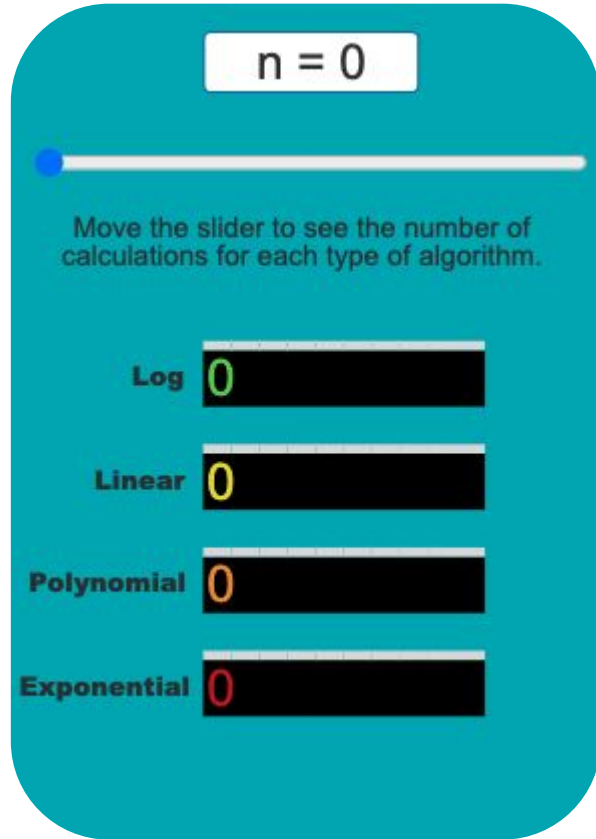 n = 0
Move the slider to see the number of
calculations for each type of algorithm.
Log 0
Linear 0
Polynomial 0
Exponential 0